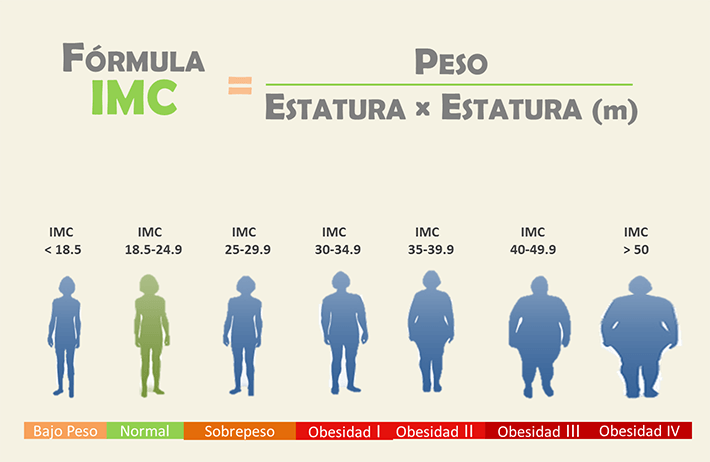 FÓRMULA
IMC
=
PESO
ESTATURA × ESTATURA (m)
IMC
< 18.5
IMC
18.5-24.9
IMC
25-29.9
IMC
30-34.9
IMC
35-39.9
IMC
40-49.9
IMC
> 50
Bajo Peso
Normal
Sobrepeso
Obesidad I
Obesidad II
Obesidad III
Obesidad IV